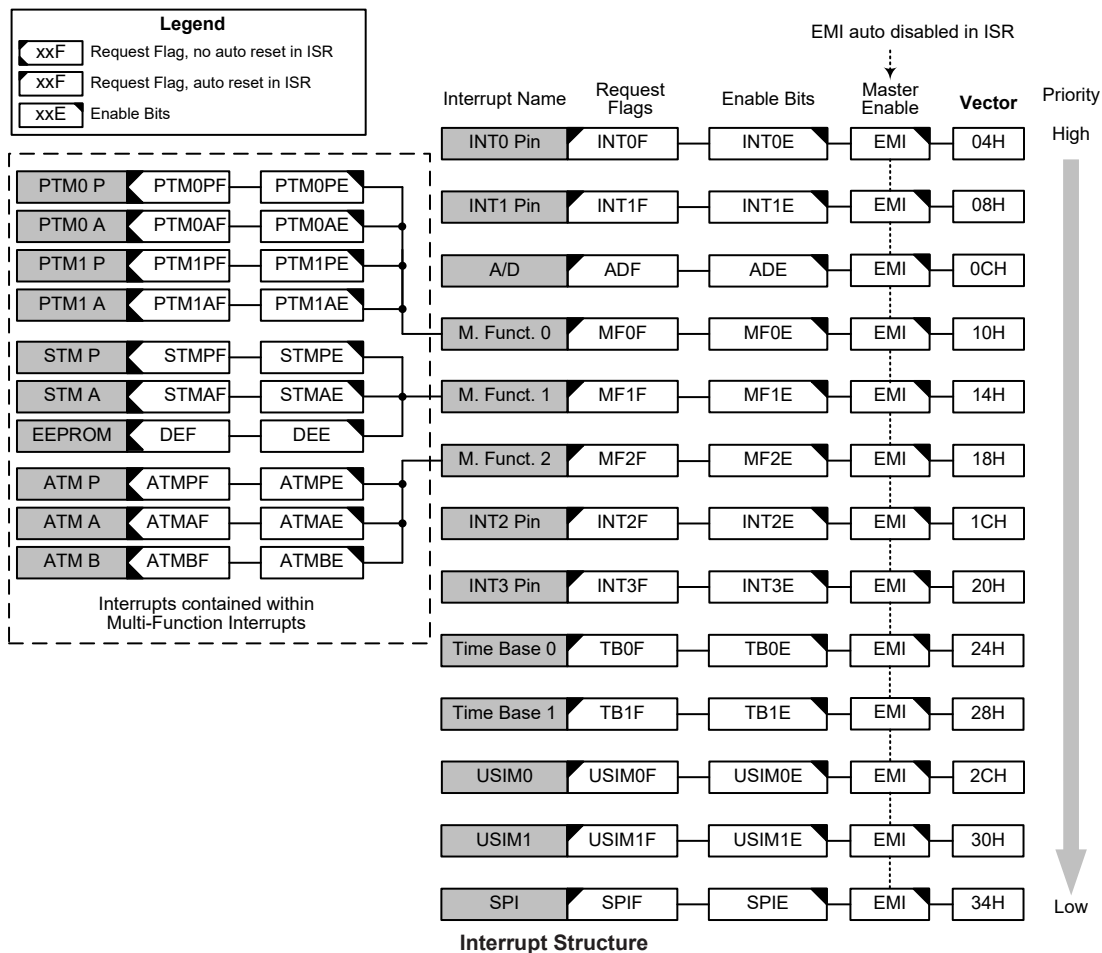 Legend
xxF Request Flag, no auto reset in ISR
xxF Request Flag, auto reset in ISR
xxE Enable Bits
EMI auto disabled in ISR
Interrupt Name Request Flags Enable Bits Master Enable Vector Priority
High
INT0 Pin INT0F INT0E EMI 04H
INT1 Pin INT1F INT1E EMI 08H
A/D ADF ADE EMI 0CH
M. Funct. 0 MF0F MF0E EMI 10H
M. Funct. 1 MF1F MF1E EMI 14H
M. Funct. 2 MF2F MF2E EMI 18H
INT2 Pin INT2F INT2E EMI 1CH
INT3 Pin INT3F INT3E EMI 20H
Time Base 0 TB0F TB0E EMI 24H
Time Base 1 TB1F TB1E EMI 28H
USIM0 USIM0F USIM0E EMI 2CH
USIM1 USIM1F USIM1E EMI 30H
SPI SPIF SPIE EMI 34H
Low
PTM0 P PTM0PF PTM0PE
PTM0 A PTM0AF PTM0AE
PTM1 P PTM1PF PTM1PE
PTM1 A PTM1AF PTM1AE
STM P STMPF STMPE
STM A STMAF STMAE
EEPROM DEF DEE
ATM P ATMPF ATMPE
ATM A ATMAF ATMAE
ATM B ATMBF ATMBE
Interrupts contained within
Multi-Function Interrupts
Interrupt Structure